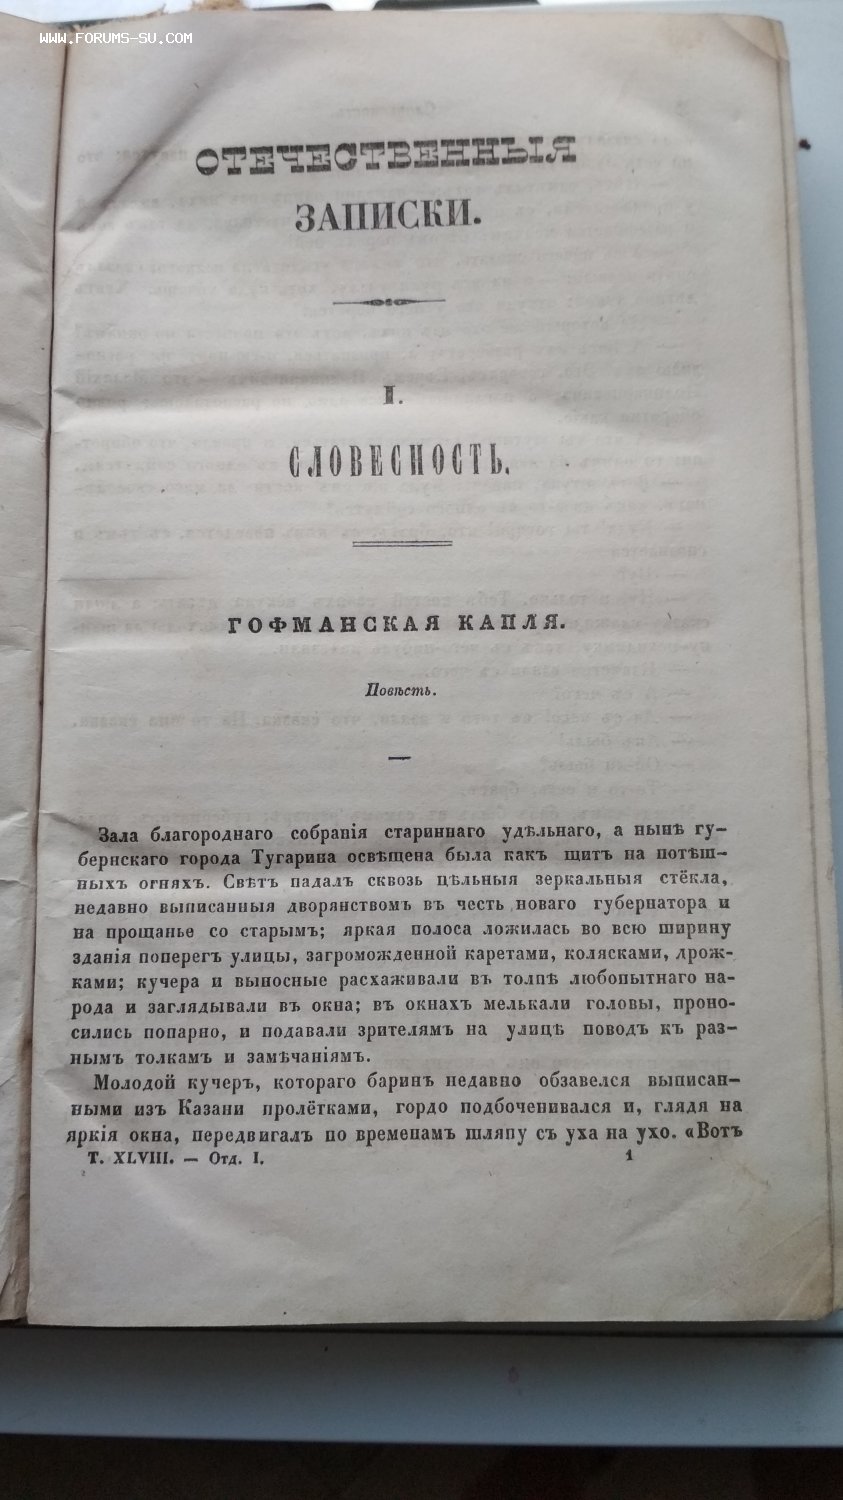 WWW.FORUMS-SU.COM
ОТЕЧЕСТВЕННЫЯ
ЗАПИСКИ.
I.
СЛОВЕСНОСТЬ.
ГОФМАНСКАЯ КАПЛЯ.
Повѣсть.
Зала благороднаго собранія стариннаго удѣльнаго, а нынѣ гу-
бернскаго города Тугарина освѣщена была какъ щит на потѣш-
ныхъ огняхъ. Свѣтъ падалъ сквозь цѣльныя зеркальныя стёкла,
недавно выписанныя дворянствомъ въ честь новаго губернатора и
на прощанье со старымъ; яркая полоса ложилась во всю ширину
зданія поперегъ улицы, загроможденной каретами, колясками, дрож-
ками; кучера и выносные расхаживали въ толпѣ любопытнаго на-
рода и заглядывали въ окна; въ окнахъ мелькали головы, проно-
сились попарно, и подавали зрителямъ на улицѣ поводъ къ раз-
нымъ толкамъ и замѣчаніямъ.
Молодой кучеръ, котораго баринъ недавно обзавелся выписан-
ными изъ Казани пролётками, гордо подбоченивался и, глядя на
яркія окна, передвигалъ по временамъ шляпу съ уха на ухо. «Вотъ
Т. XLVIII. — Отд. I. 1